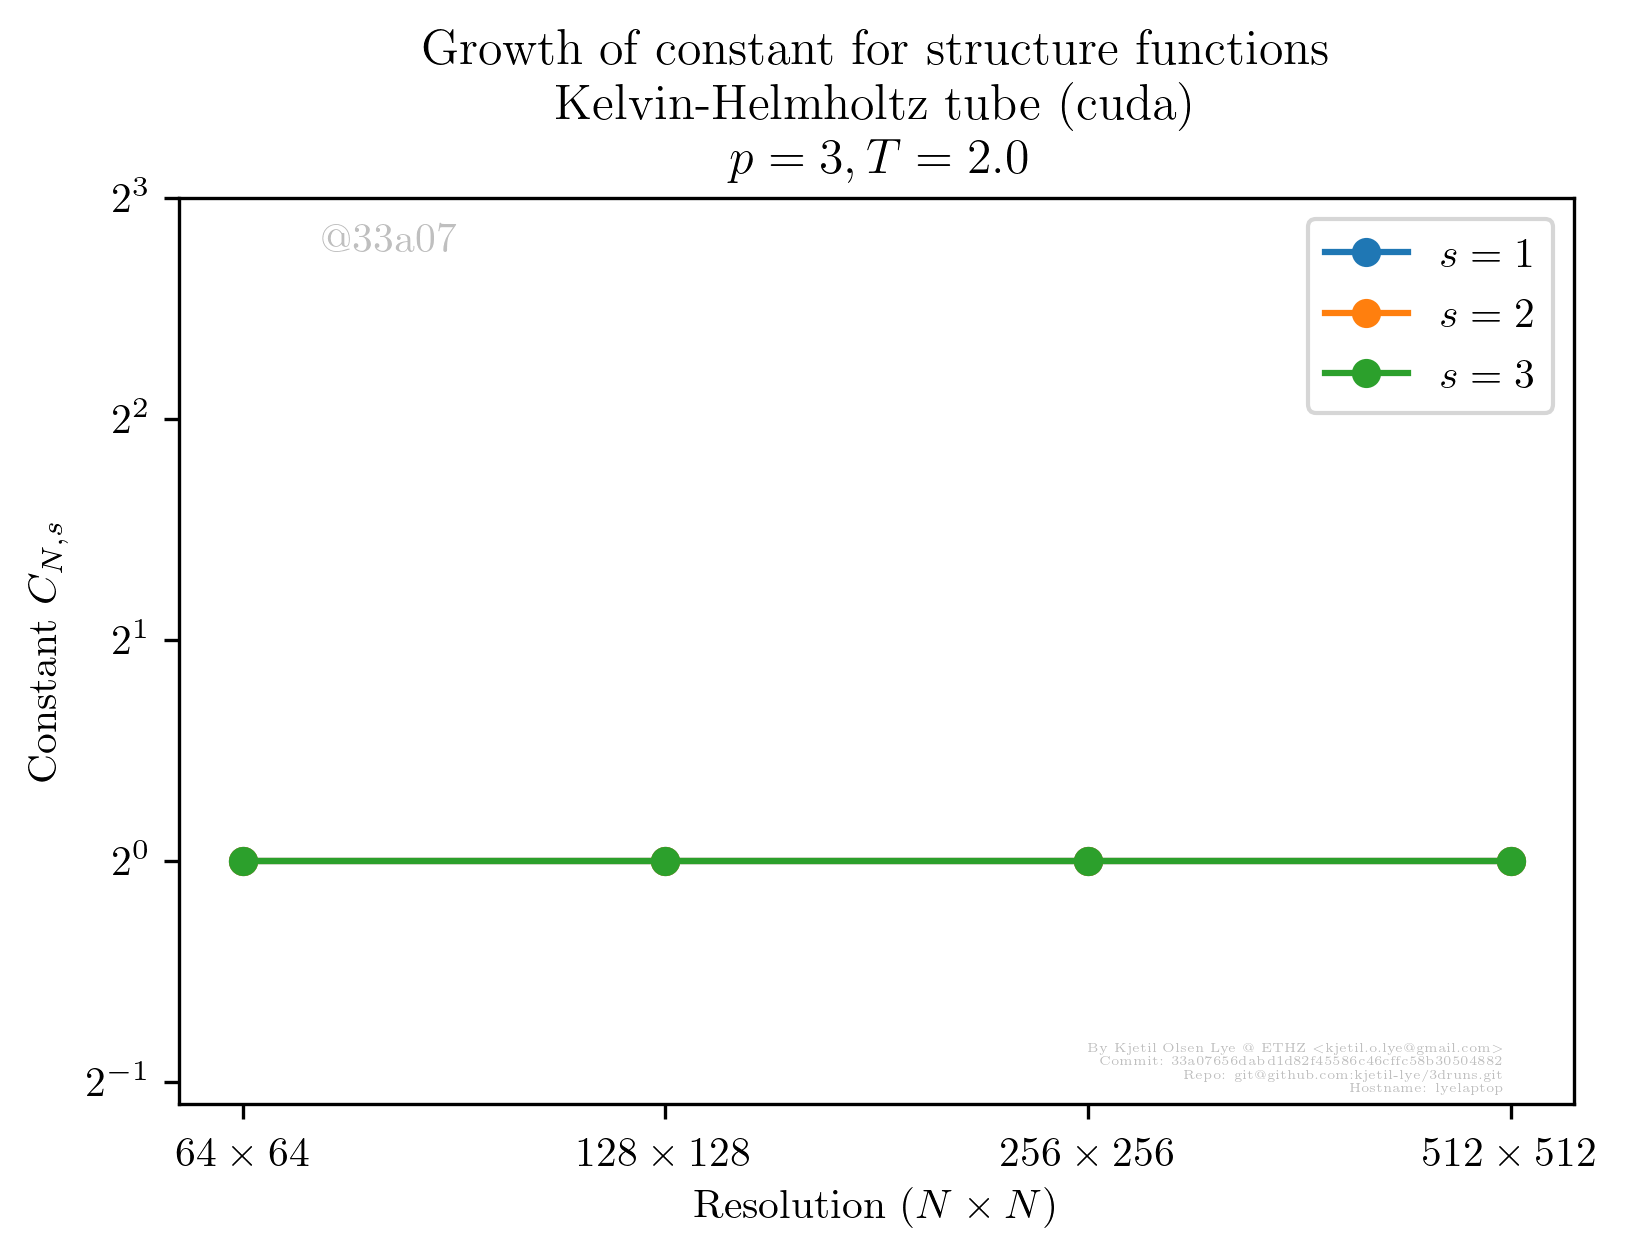 Growth of constant for structure functions
Kelvin-Helmholtz tube (cuda)
p = 3, T = 2.0
2^3
@33a07
s = 1
s = 2
s = 3
2^2
2^1
Constant C_{N,s}
2^0
2^{-1}
By Kjetil Olsen Lye @ ETHZ <kjetil.o.lye@gmail.com>
Commit: 33a07656dabd1d82f45586c46cffc58b30504882
Repo: git@github.com:kjetil-lye/3druns.git
Hostname: lyelaptop
64 × 64
128 × 128
256 × 256
512 × 512
Resolution (N × N)